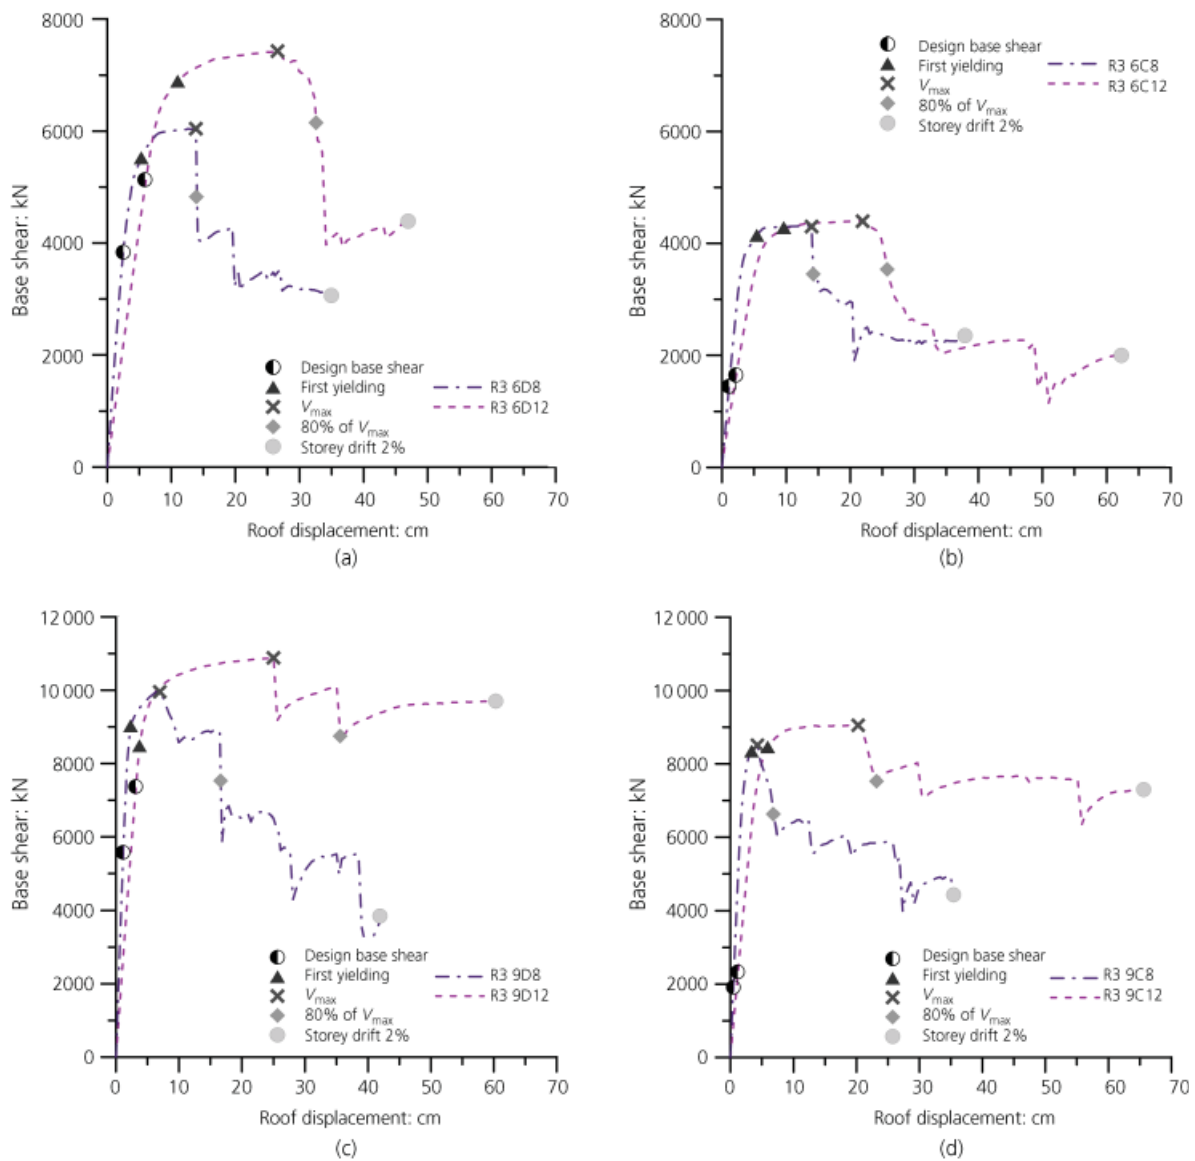 8000
6000
4000
2000
0
Base shear: kN
Design base shear
First yielding
Vmax
80% of Vmax
Storey drift 2%
R3 6D8
R3 6D12
0 10 20 30 40 50 60 70
Roof displacement: cm
(a)
8000
6000
4000
2000
0
Base shear: kN
Design base shear
First yielding
Vmax
80% of Vmax
Storey drift 2%
R3 6C8
R3 6C12
0 10 20 30 40 50 60 70
Roof displacement: cm
(b)
12 000
10 000
8000
6000
4000
2000
0
Base shear: kN
Design base shear
First yielding
Vmax
80% of Vmax
Storey drift 2%
R3 9D8
R3 9D12
0 10 20 30 40 50 60 70
Roof displacement: cm
(c)
12 000
10 000
8000
6000
4000
2000
0
Base shear: kN
Design base shear
First yielding
Vmax
80% of Vmax
Storey drift 2%
R3 9C8
R3 9C12
0 10 20 30 40 50 60 70
Roof displacement: cm
(d)